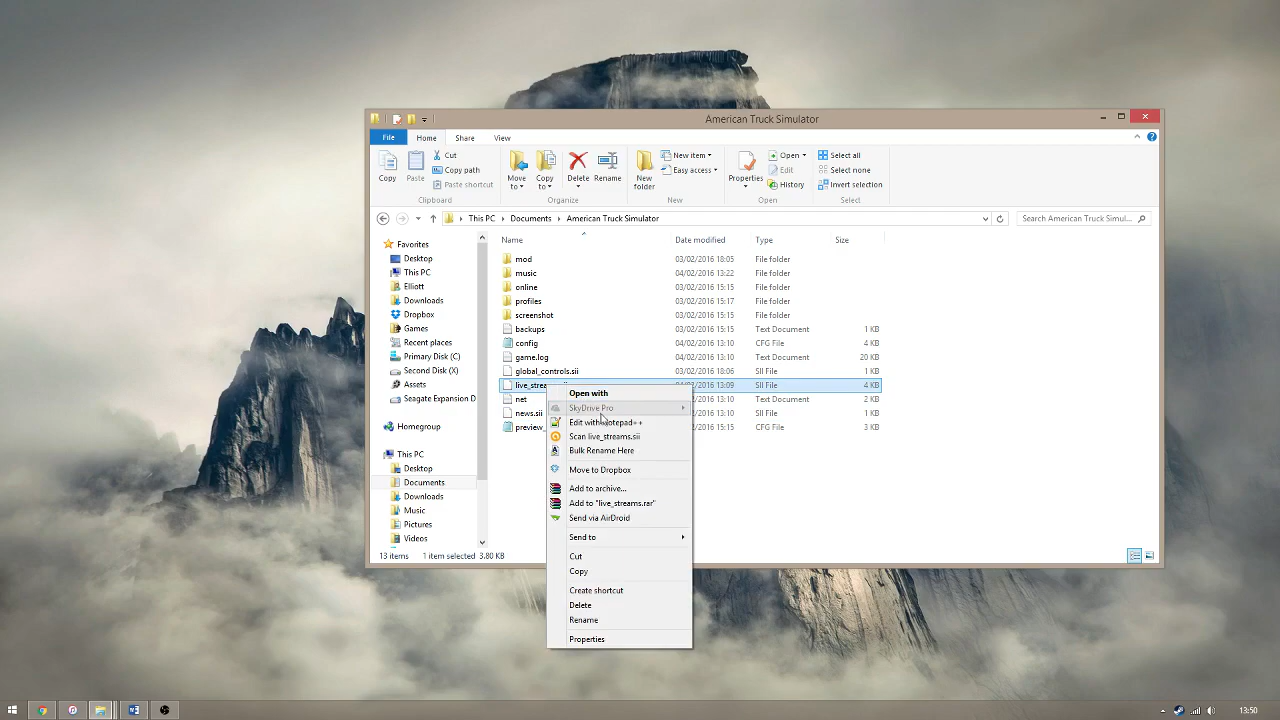 American Truck Simulator
File Home Share View
Copy
Paste
Cut
Copy path
Paste shortcut
Move to
Copy to
Delete
Rename
New folder
New item
Easy access
Properties
Open
Edit
History
Select all
Select none
Invert selection
Clipboard Organize New Open Select
This PC Documents American Truck Simulator
Search American Truck Simul...
Favorites
Desktop
This PC
Elliott
Downloads
Dropbox
Games
Recent places
Primary Disk (C)
Second Disk (X)
Assets
Seagate Expansion D
Homegroup
This PC
Desktop
Documents
Downloads
Music
Pictures
Videos
Name Date modified Type Size
mod 03/02/2016 18:05 File folder
music 04/02/2016 13:22 File folder
online 03/02/2016 15:15 File folder
profiles 03/02/2016 15:17 File folder
screenshot 03/02/2016 15:15 File folder
backups 03/02/2016 15:15 Text Document 1 KB
config 04/02/2016 13:10 CFG File 4 KB
game.log 04/02/2016 13:10 Text Document 20 KB
global_controls.sii 03/02/2016 18:06 SII File 1 KB
2016 13:09 SII File 4 KB
net 2016 13:10 Text Document 2 KB
news.sii 2016 13:10 SII File 1 KB
preview_ 2016 15:15 CFG File 3 KB
Open with
SkyDrive Pro
Edit with Notepad++
Scan live_streams.sii
Bulk Rename Here
Move to Dropbox
Add to archive...
Add to "live_streams.rar"
Send via AirDroid
Send to
Cut
Copy
Create shortcut
Delete
Rename
Properties
13 items 1 item selected 3.80 KB
13:50